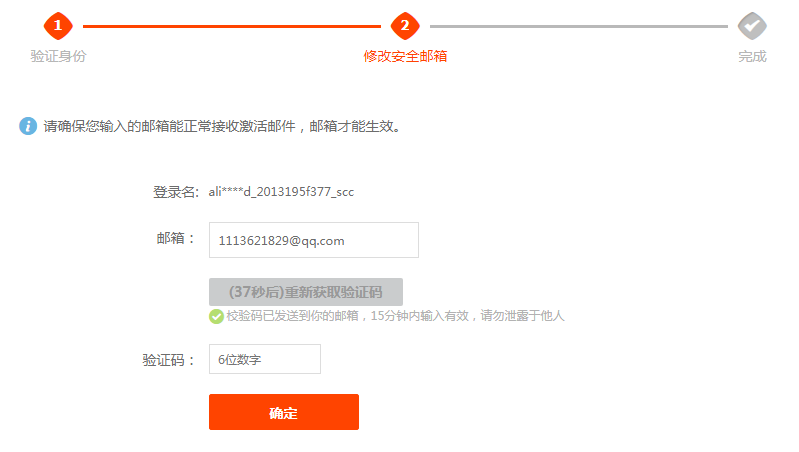 1 2
验证身份 修改安全邮箱 完成
请确保您输入的邮箱能正常接收激活邮件，邮箱才能生效。
登录名: ali****d_2013195f377_scc
邮箱： 1113621829@qq.com
(37秒后)重新获取验证码
校验码已发送到你的邮箱，15分钟内输入有效，请勿泄露于他人
验证码： 6位数字
确定